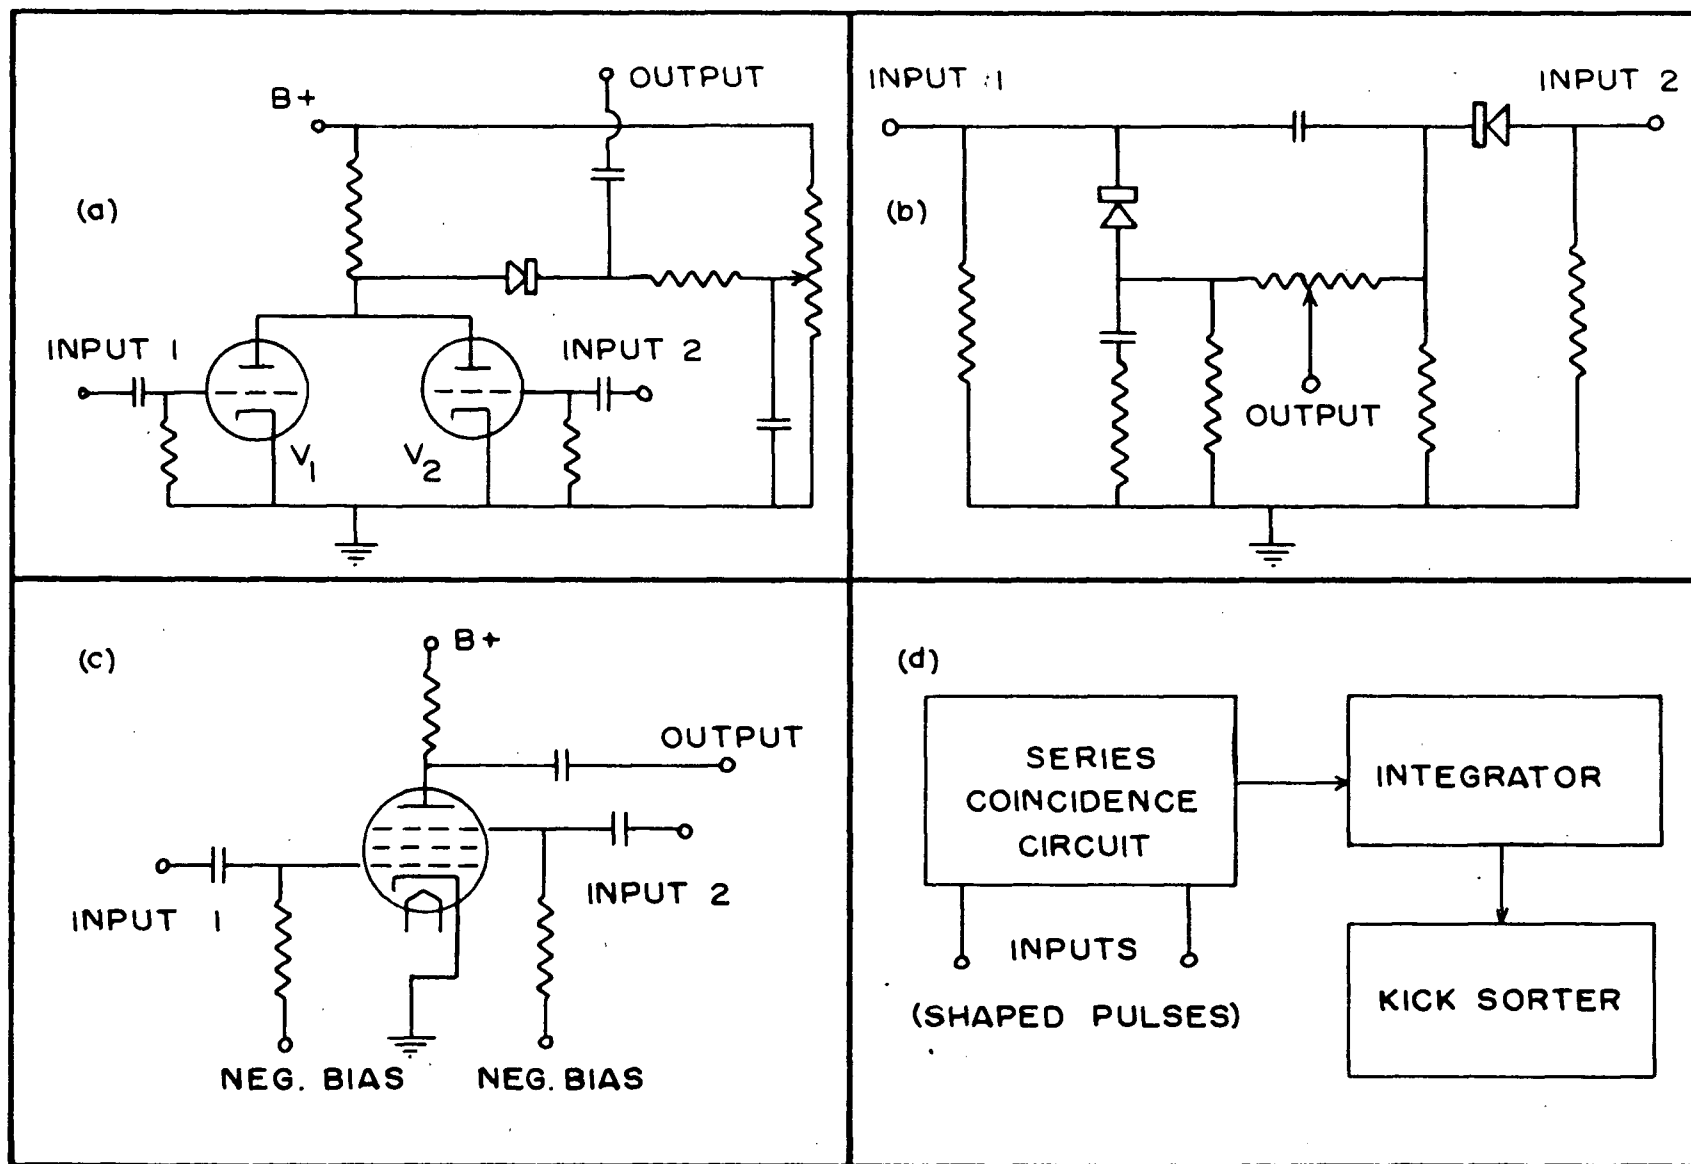 (a)
OUTPUT
B+
INPUT 1
INPUT 2
V1
V2
(b)
INPUT 1
INPUT 2
OUTPUT
(c)
B+
OUTPUT
INPUT 1
INPUT 2
NEG. BIAS
NEG. BIAS
(d)
SERIES
COINCIDENCE
CIRCUIT
INTEGRATOR
INPUTS
(SHAPED PULSES)
KICK SORTER